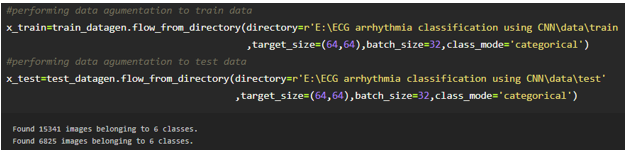 #performing data agumentation to train data
x_train=train_datagen.flow_from_directory(directory=r'E:\ECG arrhythmia classification using CNN\data\train
,target_size=(64,64),batch_size=32,class_mode='categorical')
#performing data agumentation to test data
x_test=test_datagen.flow_from_directory(directory=r'E:\ECG arrhythmia classification using CNN\data\test'
,target_size=(64,64),batch_size=32,class_mode='categorical')
Found 15341 images belonging to 6 classes.
Found 6825 images belonging to 6 classes.